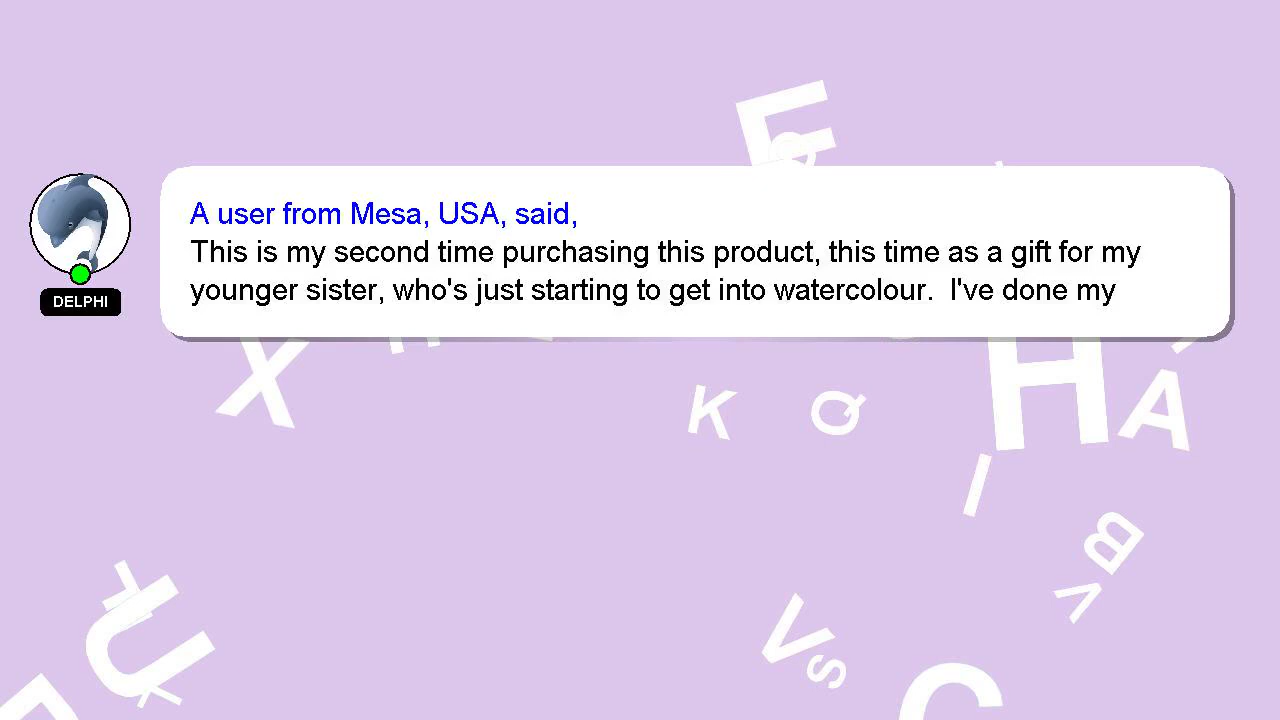 A user from Mesa, USA, said,
This is my second time purchasing this product, this time as a gift for my
younger sister, who's just starting to get into watercolour.  I've done my
DELPHI
E
X
K
Q
H
A
I
B
V
U
V
S
C